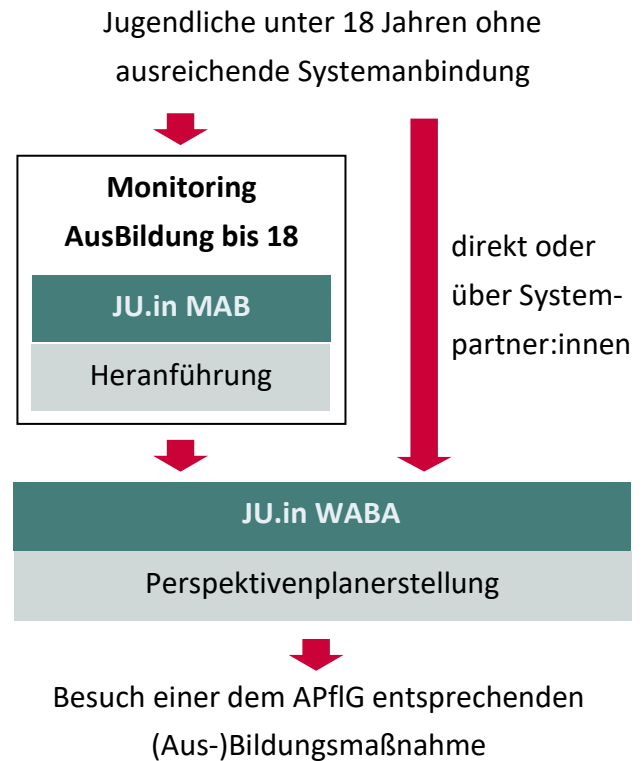 Jugendliche unter 18 Jahren ohne
ausreichende Systemanbindung
Monitoring
AusBildung bis 18
JU.in MAB
Heranführung
direkt oder
über System-
partner:innen
JU.in WABA
Perspektivenplanerstellung
Besuch einer dem APflG entsprechenden
(Aus-)Bildungsmaßnahme